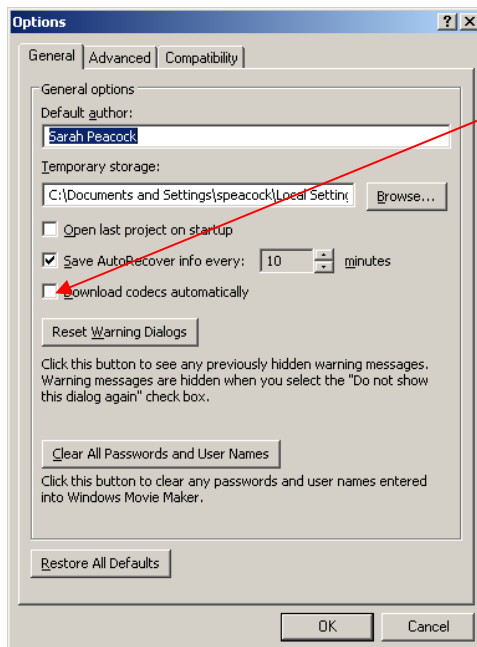 Options
General Advanced Compatibility
General options
Default author:
Sarah Peacock
Temporary storage:
C:\Documents and Settings\speacock\Local Setting
Browse...
Open last project on startup
Save AutoRecover info every: 10 minutes
Download codecs automatically
Reset Warning Dialogs
Click this button to see any previously hidden warning messages.
Warning messages are hidden when you select the "Do not show
this dialog again" check box.
Clear All Passwords and User Names
Click this button to clear any passwords and user names entered
into Windows Movie Maker.
Restore All Defaults
OK Cancel